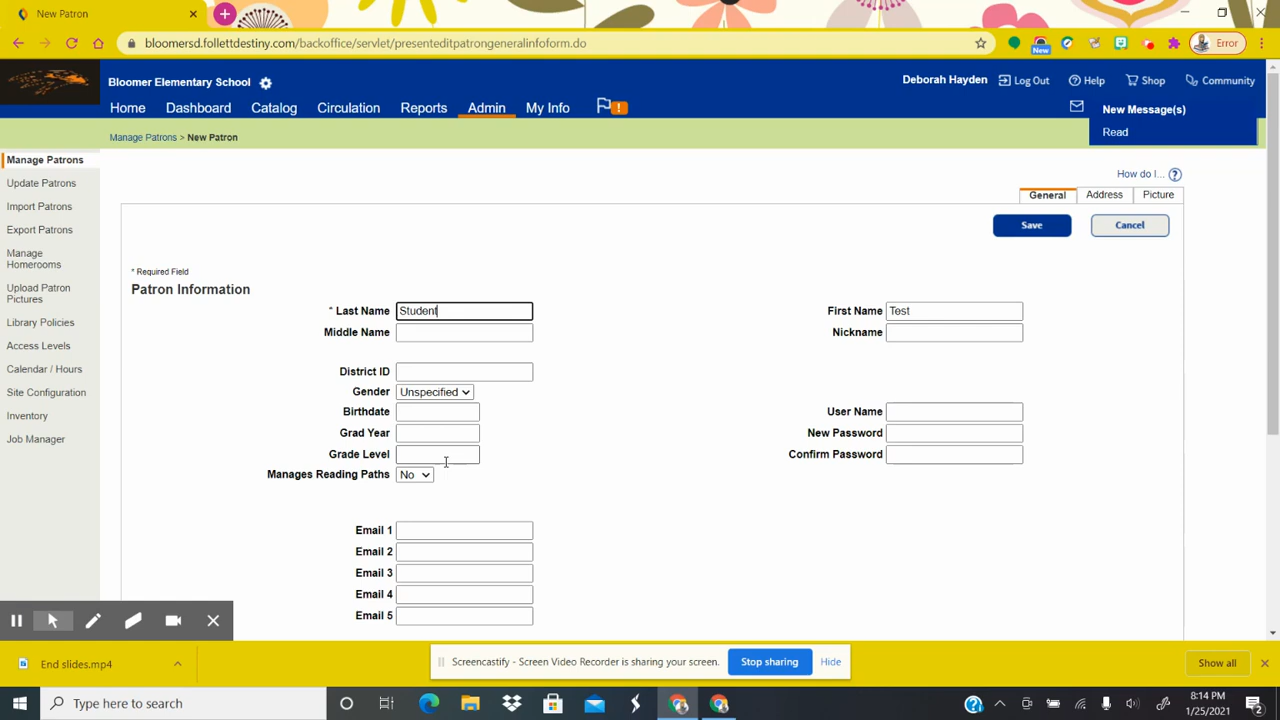 New Patron
bloomersd.follettdestiny.com/backoffice/servlet/presenteditpatrongeneralinfoform.do
New
Error
Bloomer Elementary School
Deborah Hayden
Log Out
Help
Shop
Community
Home
Dashboard
Catalog
Circulation
Reports
Admin
My Info
!
New Message(s)
Read
Manage Patrons > New Patron
Manage Patrons
Update Patrons
Import Patrons
Export Patrons
Manage
Homerooms
Upload Patron
Pictures
Library Policies
Access Levels
Calendar / Hours
Site Configuration
Inventory
Job Manager
How do I... ?
General
Address
Picture
Save
Cancel
* Required Field
Patron Information
* Last Name Student
First Name Test
Middle Name
Nickname
District ID
Gender Unspecified
Birthdate
User Name
Grad Year
New Password
Grade Level
Confirm Password
Manages Reading Paths No
Email 1
Email 2
Email 3
Email 4
Email 5
End slides.mp4
Screencastify - Screen Video Recorder is sharing your screen.
Stop sharing
Hide
Show all
Type here to search
8:14 PM
1/25/2021
2